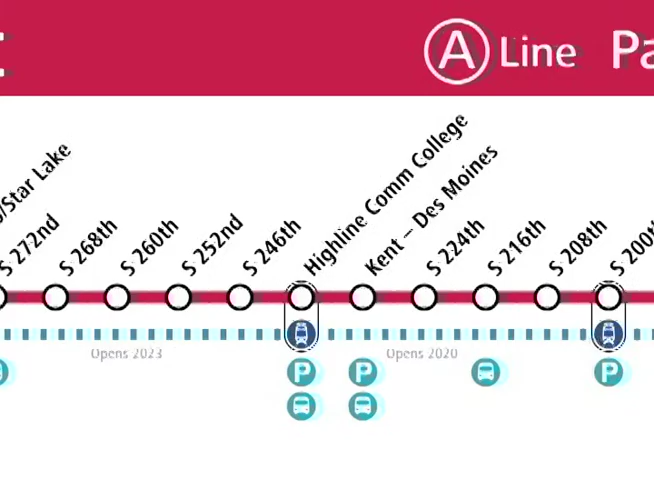 A Line Pa
/Star Lake
S 272nd
S 268th
S 260th
S 252nd
S 246th
Highline Comm College
Kent – Des Moines
S 224th
S 216th
S 208th
S 200th
Opens 2023
Opens 2020
P
P
P